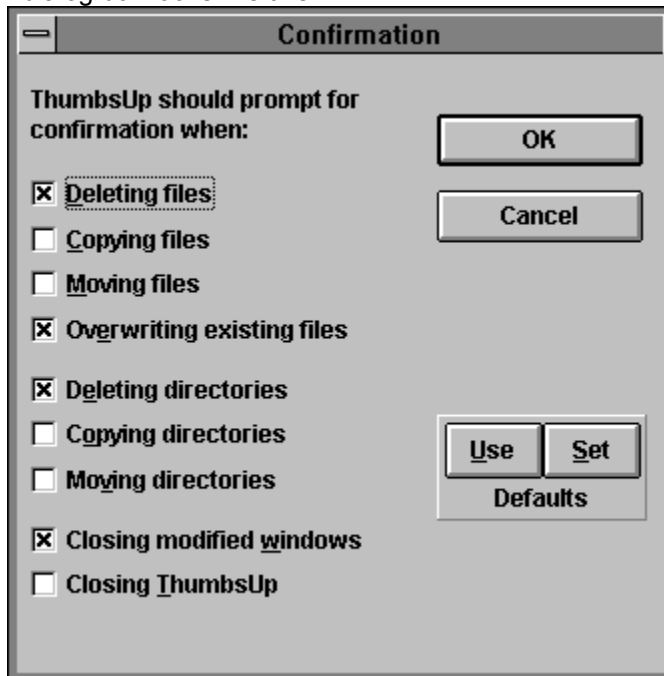 Confirmation
ThumbsUp should prompt for
confirmation when:
OK
Cancel
Deleting files
Copying files
Moving files
Overwriting existing files
Deleting directories
Copying directories
Moving directories
Use
Set
Defaults
Closing modified windows
Closing ThumbsUp